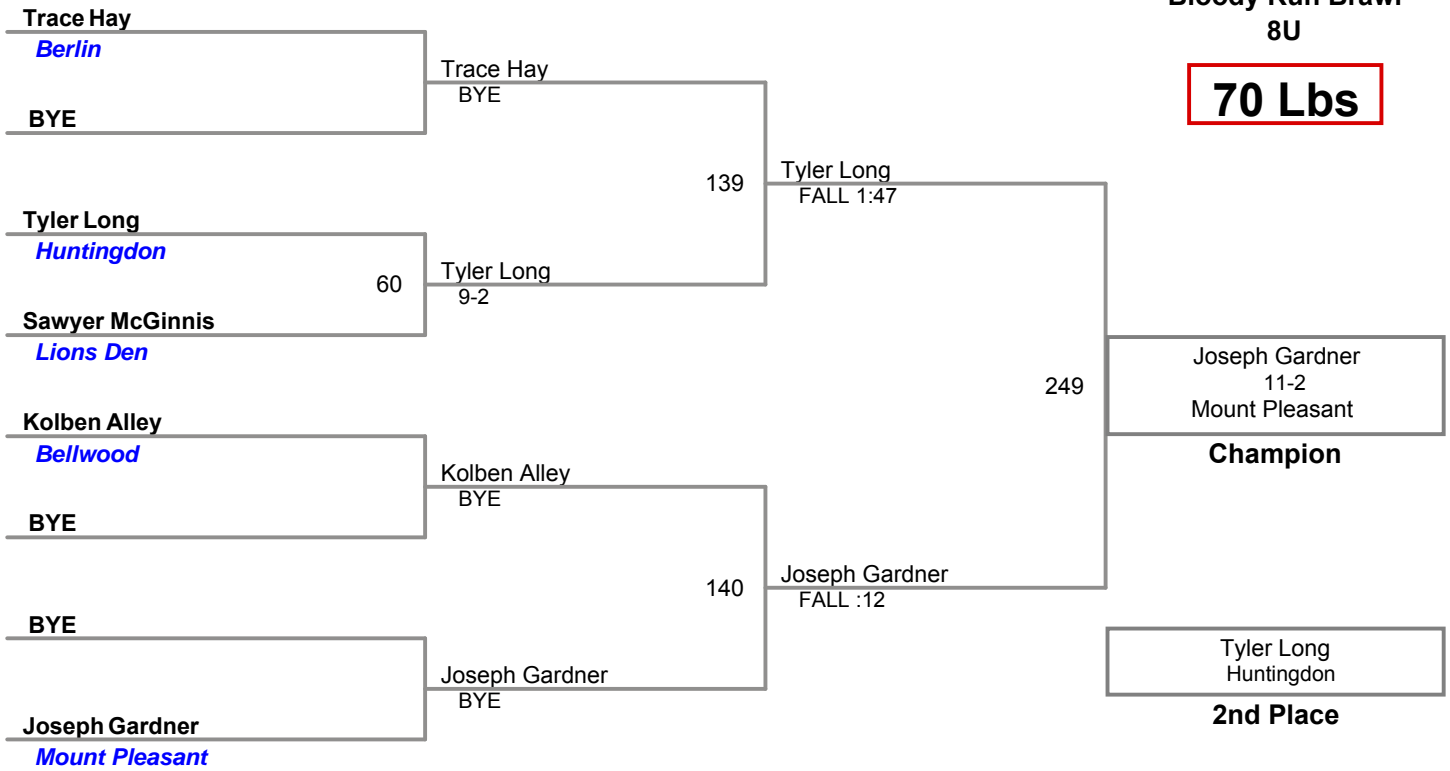 Bloody Run Brawl
8U
70 Lbs
Trace Hay
Berlin
BYE
Tyler Long
Huntingdon
60
Sawyer McGinnis
Lions Den
Kolben Alley
Bellwood
BYE
BYE
Joseph Gardner
Mount Pleasant
Trace Hay
BYE
139
Tyler Long
9-2
Kolben Alley
BYE
140
Joseph Gardner
BYE
Tyler Long
FALL 1:47
249
Joseph Gardner
FALL :12
Joseph Gardner
11-2
Mount Pleasant
Champion
Tyler Long
Huntingdon
2nd Place